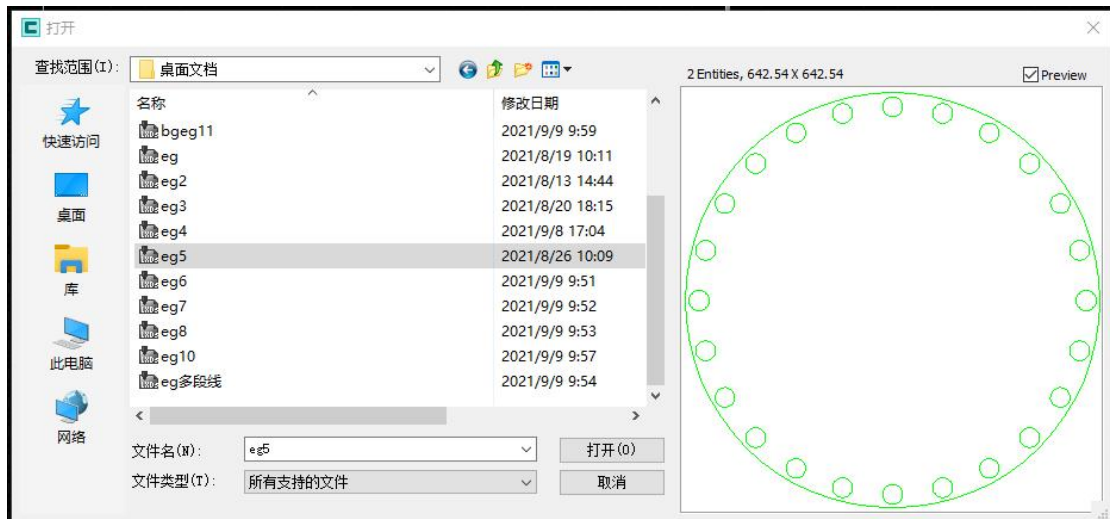 打开
查找范围(I):
桌面文档
2 Entities, 642.54 X 642.54
Preview
快速访问
桌面
库
此电脑
网络
名称
修改日期
bgeg11
2021/9/9 9:59
eg
2021/8/19 10:11
eg2
2021/8/13 14:44
eg3
2021/8/20 18:15
eg4
2021/9/8 17:04
eg5
2021/8/26 10:09
eg6
2021/9/9 9:51
eg7
2021/9/9 9:52
eg8
2021/9/9 9:53
eg10
2021/9/9 9:57
eg多段线
2021/9/9 9:54
文件名(N):
eg5
打开(O)
文件类型(T):
所有支持的文件
取消